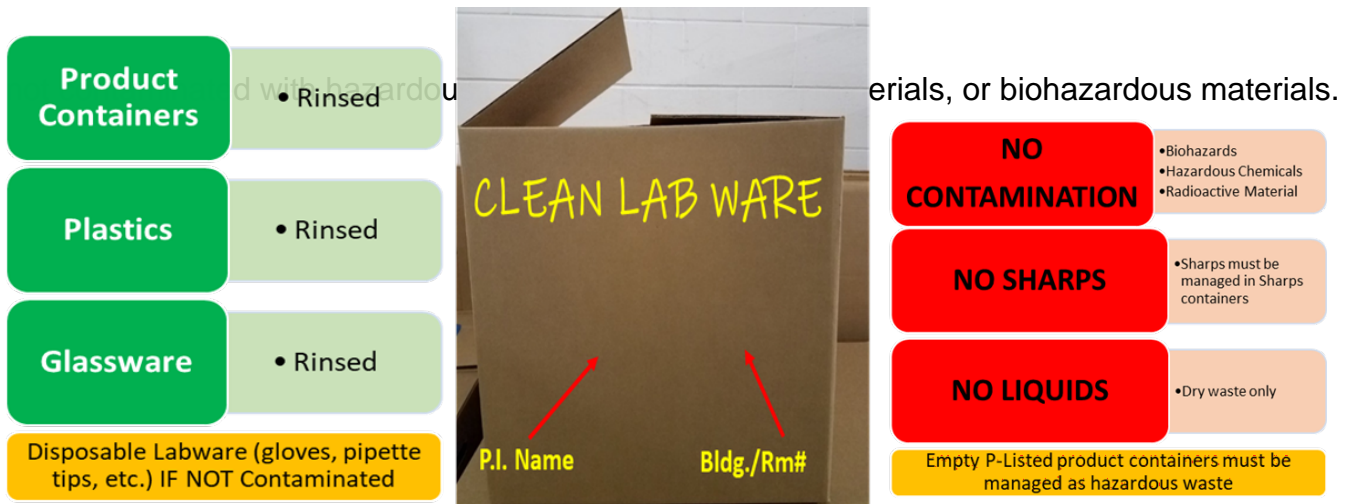 Product
Containers
• Rinsed
d with hazardou
erials, or biohazardous materials.
Plastics
• Rinsed
Glassware
• Rinsed
Disposable Labware (gloves, pipette
tips, etc.) IF NOT Contaminated
CLEAN LAB WARE
P.I. Name
Bldg./Rm#
NO
CONTAMINATION
•Biohazards
•Hazardous Chemicals
•Radioactive Material
NO SHARPS
•Sharps must be
managed in Sharps
containers
NO LIQUIDS
•Dry waste only
Empty P-Listed product containers must be
managed as hazardous waste